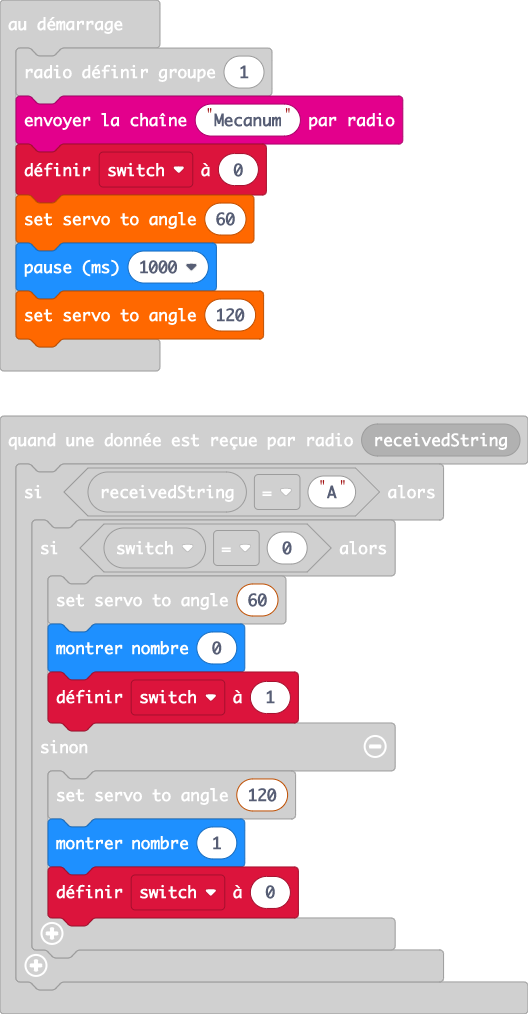 au démarrage
radio définir groupe 1
envoyer la chaîne "Mecanum" par radio
définir switch à 0
set servo to angle 60
pause (ms) 1000
set servo to angle 120
quand une donnée est reçue par radio receivedString
si receivedString = "A" alors
si switch = 0 alors
set servo to angle 60
montrer nombre 0
définir switch à 1
sinon
set servo to angle 120
montrer nombre 1
définir switch à 0